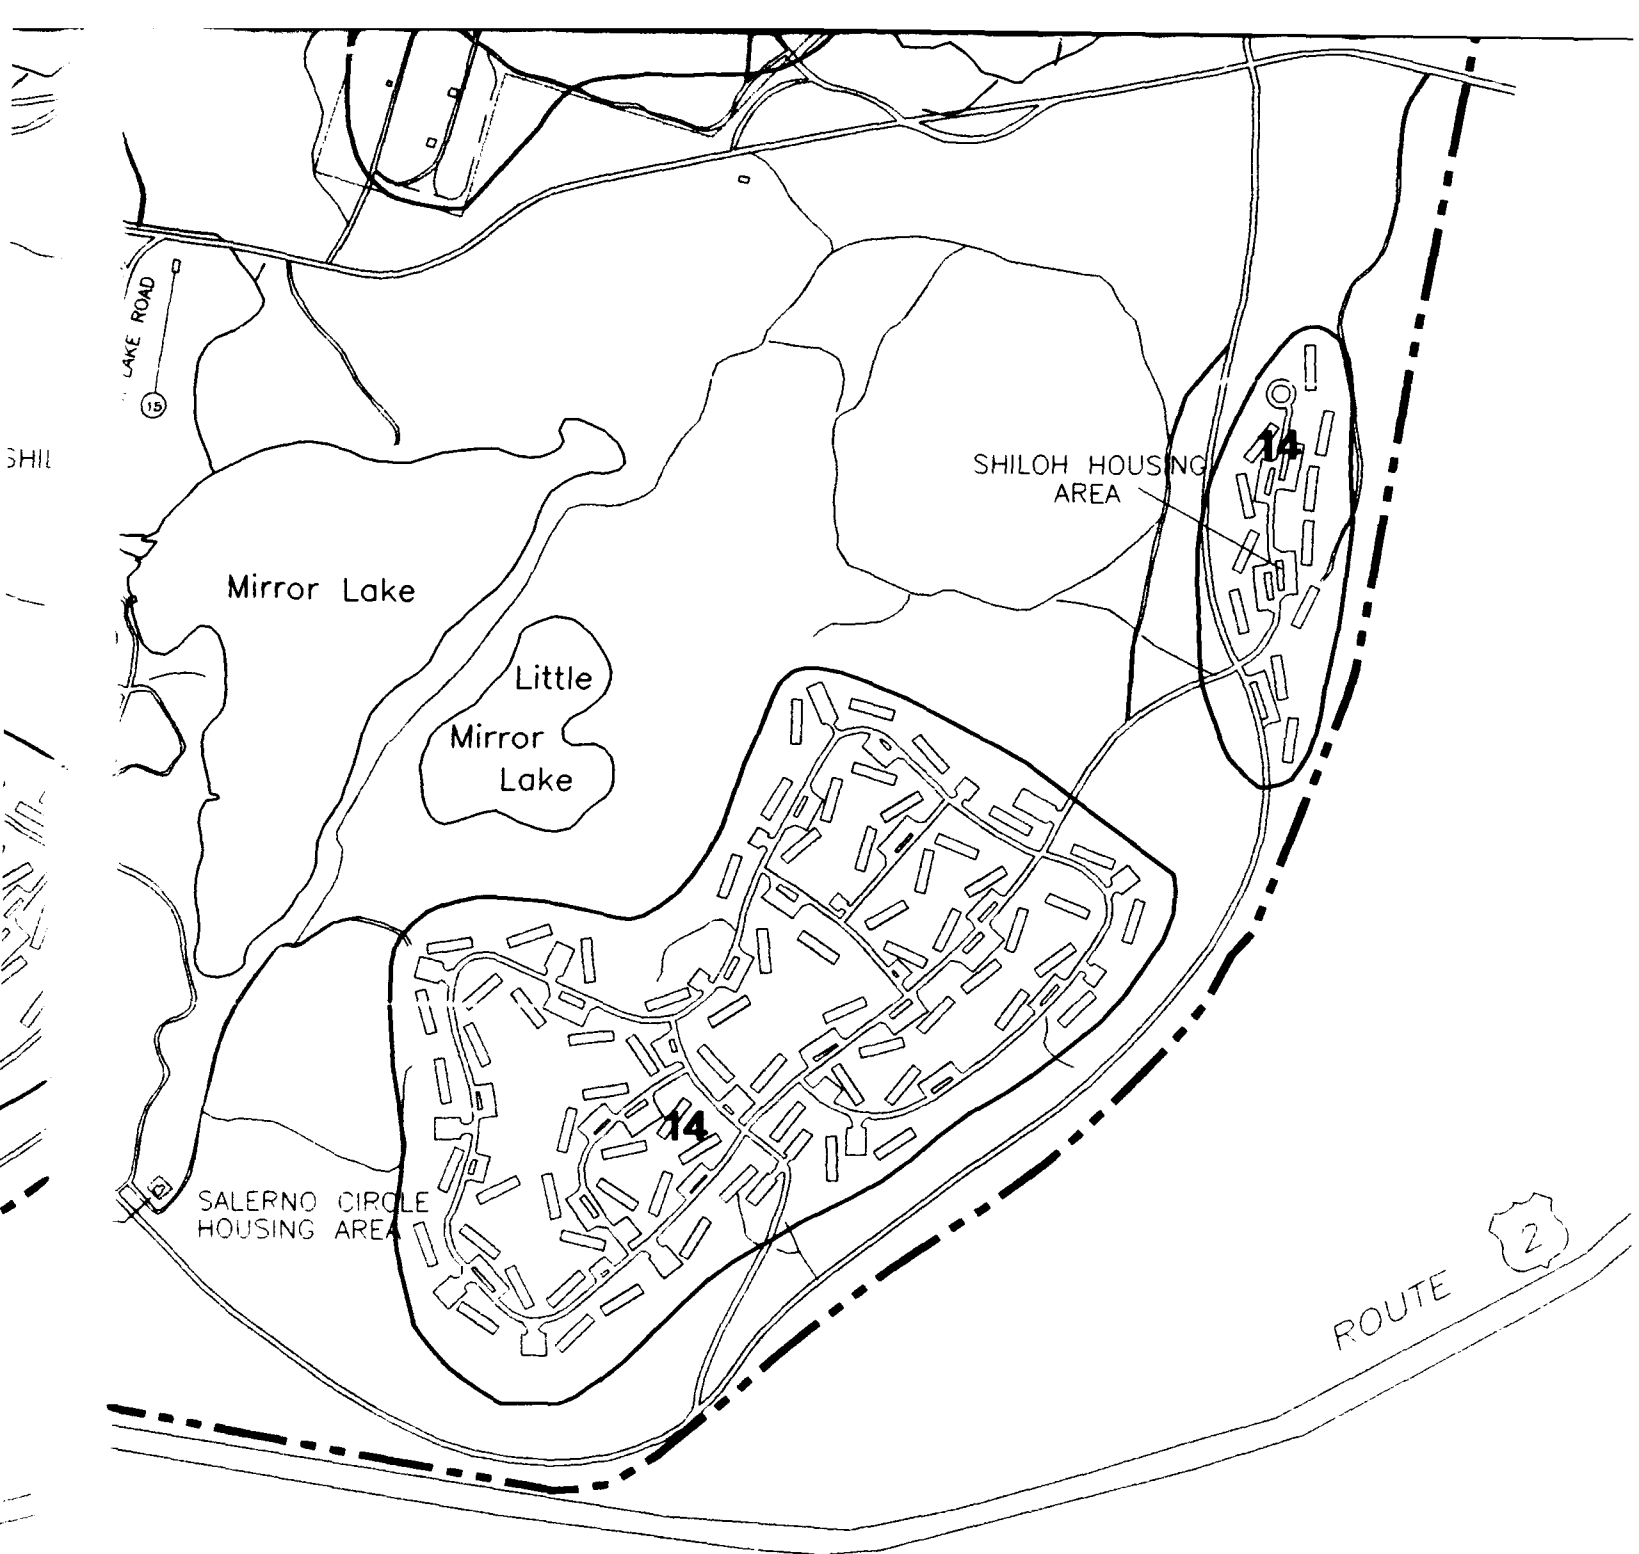 LAKE ROAD
15
SHIL
14
SHILOH HOUSING
AREA
Mirror Lake
Little
Mirror
Lake
14
SALERNO CIRCLE
HOUSING AREA
2
ROUTE